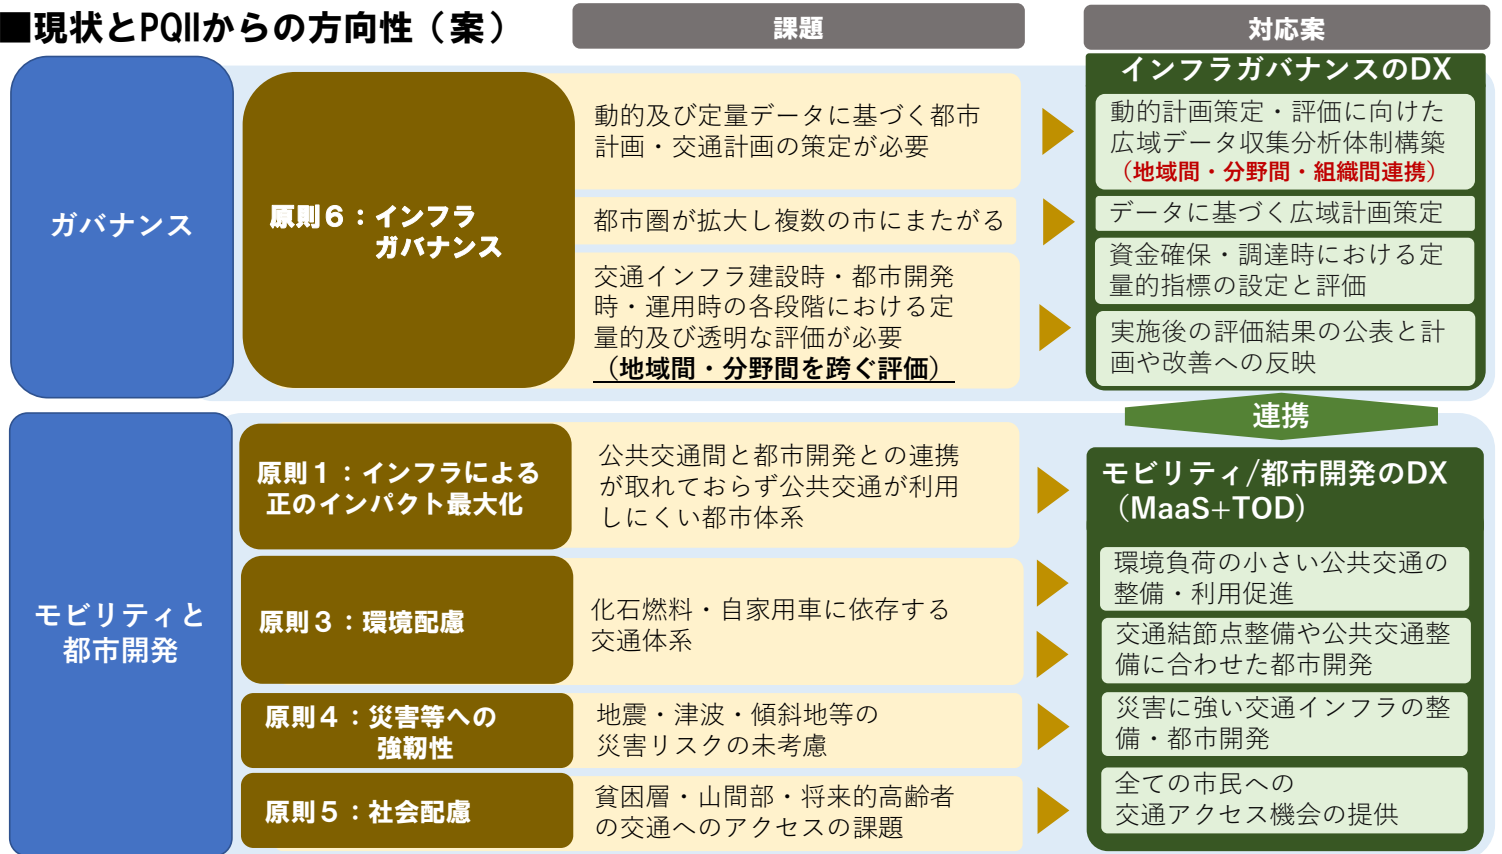 ■現状とPQIIからの方向性（案）
課題
対応案
ガバナンス
原則６：インフラ
ガバナンス
動的及び定量データに基づく都市
計画・交通計画の策定が必要
都市圏が拡大し複数の市にまたがる
交通インフラ建設時・都市開発
時・運用時の各段階における定
量的及び透明な評価が必要
（地域間・分野間を跨ぐ評価）
インフラガバナンスのDX
動的計画策定・評価に向けた
広域データ収集分析体制構築
（地域間・分野間・組織間連携）
データに基づく広域計画策定
資金確保・調達時における定
量的指標の設定と評価
実施後の評価結果の公表と計
画や改善への反映
連携
モビリティと
都市開発
原則１：インフラによる
正のインパクト最大化
公共交通間と都市開発との連携
が取れておらず公共交通が利用
しにくい都市体系
原則３：環境配慮
化石燃料・自家用車に依存する
交通体系
原則４：災害等への
強靭性
地震・津波・傾斜地等の
災害リスクの未考慮
原則５：社会配慮
貧困層・山間部・将来的高齢者
の交通へのアクセスの課題
モビリティ/都市開発のDX
（MaaS+TOD）
環境負荷の小さい公共交通の
整備・利用促進
交通結節点整備や公共交通整
備に合わせた都市開発
災害に強い交通インフラの整
備・都市開発
全ての市民への
交通アクセス機会の提供